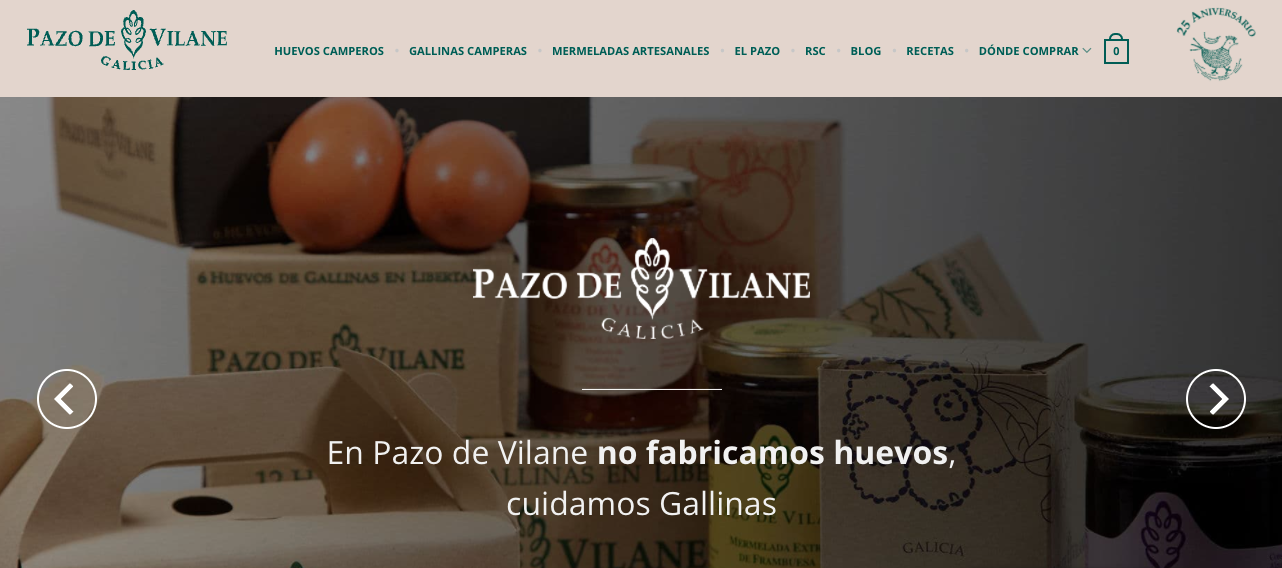 PAZO DE VILANE
GALICIA
HUEVOS CAMPEROS
GALLINAS CAMPERAS
MERMELADAS ARTESANALES
EL PAZO
RSC
BLOG
RECETAS
DÓNDE COMPRAR
0
25 ANIVERSARIO
PAZO DE VILANE
6 HUEVOS DE GALLINAS EN LIBERTAD
PAZO DE VILANE
PAZO DE VILANE
GALICIA
En Pazo de Vilane no fabricamos huevos,
cuidamos Gallinas
12 H
VILANE
MERMELADA EXTR
DE FRAMBUESA
GALICIA